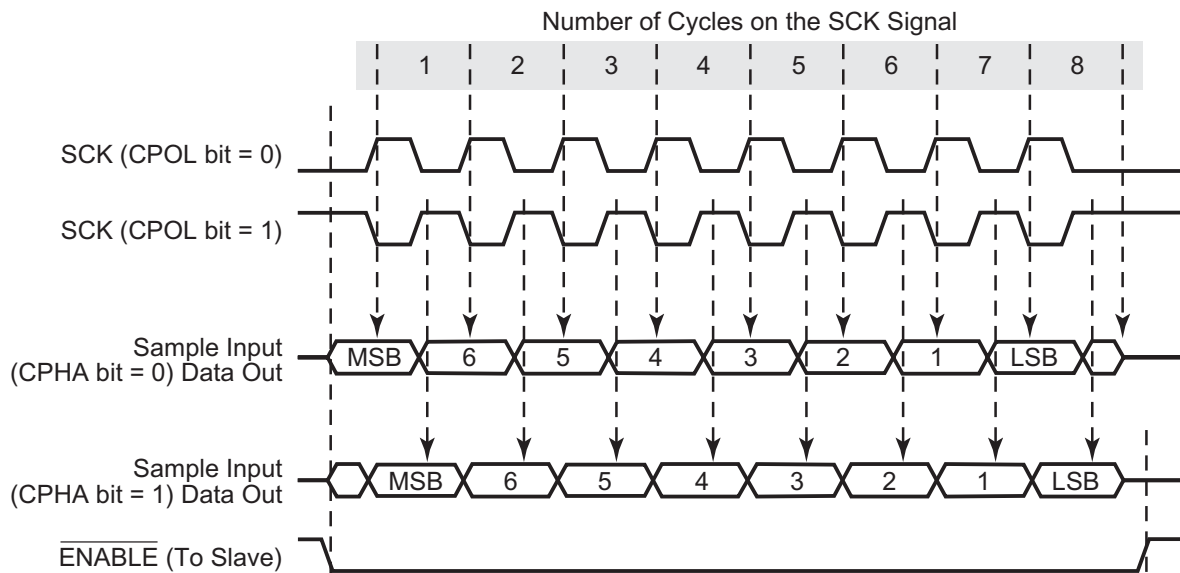 Number of Cycles on the SCK Signal
1 2 3 4 5 6 7 8
SCK (CPOL bit = 0)
SCK (CPOL bit = 1)
Sample Input
(CPHA bit = 0) Data Out
MSB 6 5 4 3 2 1 LSB
Sample Input
(CPHA bit = 1) Data Out
MSB 6 5 4 3 2 1 LSB
ENABLE (To Slave)